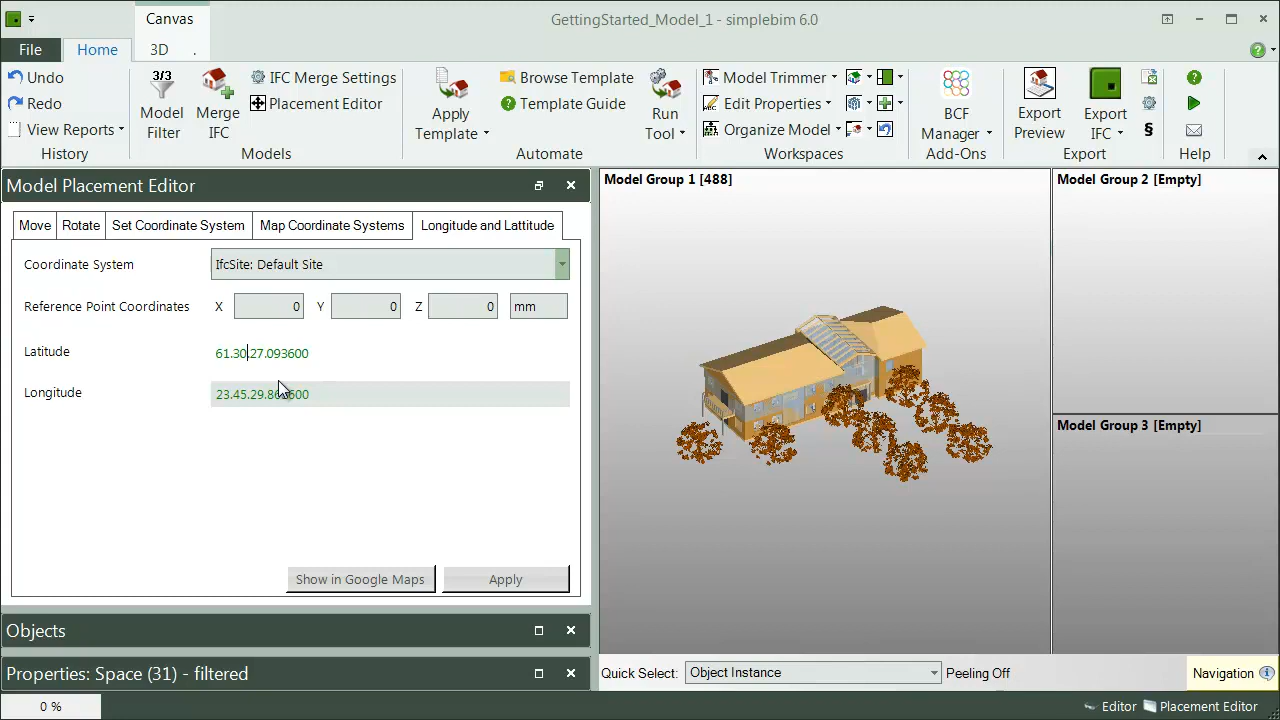 GettingStarted_Model_1 - simplebim 6.0
Canvas
File
Home
3D
Undo
Redo
View Reports
History
3/3
Model Filter
Merge IFC
IFC Merge Settings
Placement Editor
Models
Apply Template
Browse Template
Template Guide
Run Tool
Automate
Model Trimmer
Edit Properties
Organize Model
Workspaces
BCF Manager
Add-Ons
Export Preview
Export IFC
§
Export
Help
Model Placement Editor
Move
Rotate
Set Coordinate System
Map Coordinate Systems
Longitude and Lattitude
Coordinate System
IfcSite: Default Site
Reference Point Coordinates X 0 Y 0 Z 0 mm
Latitude
61.30.27.093600
Longitude
Show in Google Maps
Apply
Objects
Properties: Space (31) - filtered
Model Group 1 [488]
Model Group 2 [Empty]
Model Group 3 [Empty]
Quick Select: Object Instance
Peeling Off
Navigation
0 %
Editor
Placement Editor